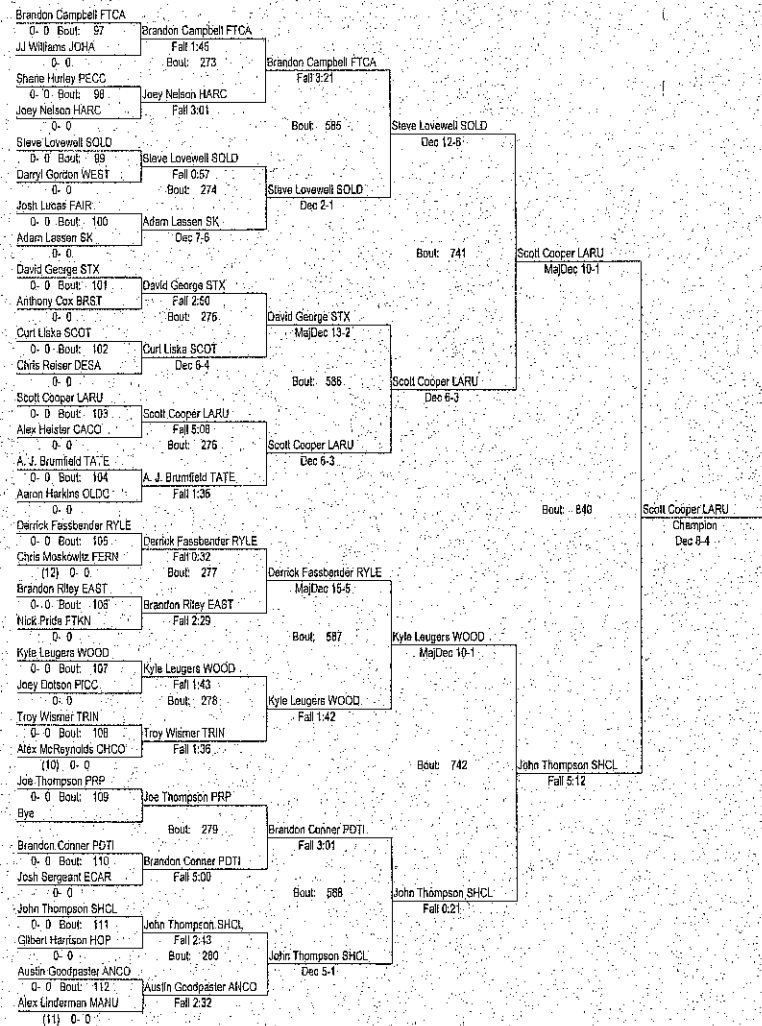 Brandon Campbell FTCA
0- 0 Bout: 97
JJ Williams JOHA
0- 0
Shane Hurley PECC
0- 0 Bout: 98
Joey Nelson HARC
0- 0
Steve Lovewell SOLD
0- 0 Bout: 99
Darryl Gordon WEST
0- 0
Josh Lucas FAIR
0- 0 Bout: 100
Adam Lassen SK
0- 0
David George STX
0- 0 Bout: 101
Anthony Cox BRST
0- 0
Curt Liska SCOT
0- 0 Bout: 102
Chris Reiser DESA
0- 0
Scott Cooper LARU
0- 0 Bout: 103
Alex Heister CACO
0- 0
A. J. Brumfield TATE
0- 0 Bout: 104
Aaron Harkins OLDC
0- 0
Derrick Fassbender RYLE
0- 0 Bout: 105
Chris Moskowitz FERN
(12) 0- 0
Brandon Riley EAST
0- 0 Bout: 106
Nick Pride FTKN
0- 0
Kyle Leugers WOOD
0- 0 Bout: 107
Joey Dotson PICC
0- 0
Troy Wismer TRIN
0- 0 Bout: 108
Alex McReynolds CHCO
(10) 0- 0
Joe Thompson PRP
0- 0 Bout: 109
Bye
Brandon Conner PDTI
0- 0 Bout: 110
Josh Sergeant ECAR
0- 0
John Thompson SHCL
0- 0 Bout: 111
Gilbert Harrison HOP
0- 0
Austin Goodpaster ANCO
0- 0 Bout: 112
Alex Linderman MANU
(11) 0- 0
Brandon Campbell FTCA
Fall 1:45
Bout: 273
Joey Nelson HARC
Fall 3:01
Steve Lovewell SOLD
Fall 0:57
Bout: 274
Adam Lassen SK
Dec 7-6
David George STX
Fall 2:50
Bout: 275
Curt Liska SCOT
Dec 6-4
Scott Cooper LARU
Fall 5:08
Bout: 276
A. J. Brumfield TATE
Fall 1:36
Derrick Fassbender RYLE
Fall 0:32
Bout: 277
Brandon Riley EAST
Fall 2:29
Kyle Leugers WOOD
Fall 1:43
Bout: 278
Troy Wismer TRIN
Fall 1:36
Joe Thompson PRP
Bout: 279
Brandon Conner PDTI
Fall 5:00
John Thompson SHCL
Fall 2:43
Bout: 280
Austin Goodpaster ANCO
Fall 2:32
Brandon Campbell FTCA
Fall 3:21
Bout: 585
Steve Lovewell SOLD
Dec 2-1
David George STX
MajDec 13-2
Bout: 586
Scott Cooper LARU
Dec 6-3
Derrick Fassbender RYLE
MajDec 15-5
Bout: 587
Kyle Leugers WOOD
Fall 1:42
Brandon Conner PDTI
Fall 3:01
Bout: 588
John Thompson SHCL
Dec 5-1
Steve Lovewell SOLD
Dec 12-6
Bout: 741
Scott Cooper LARU
Dec 6-3
Kyle Leugers WOOD
MajDec 10-1
Bout: 742
John Thompson SHCL
Fall 0:21
Scott Cooper LARU
MajDec 10-1
Bout: 840
John Thompson SHCL
Fall 5:12
Scott Cooper LARU
Champion
Dec 8-4